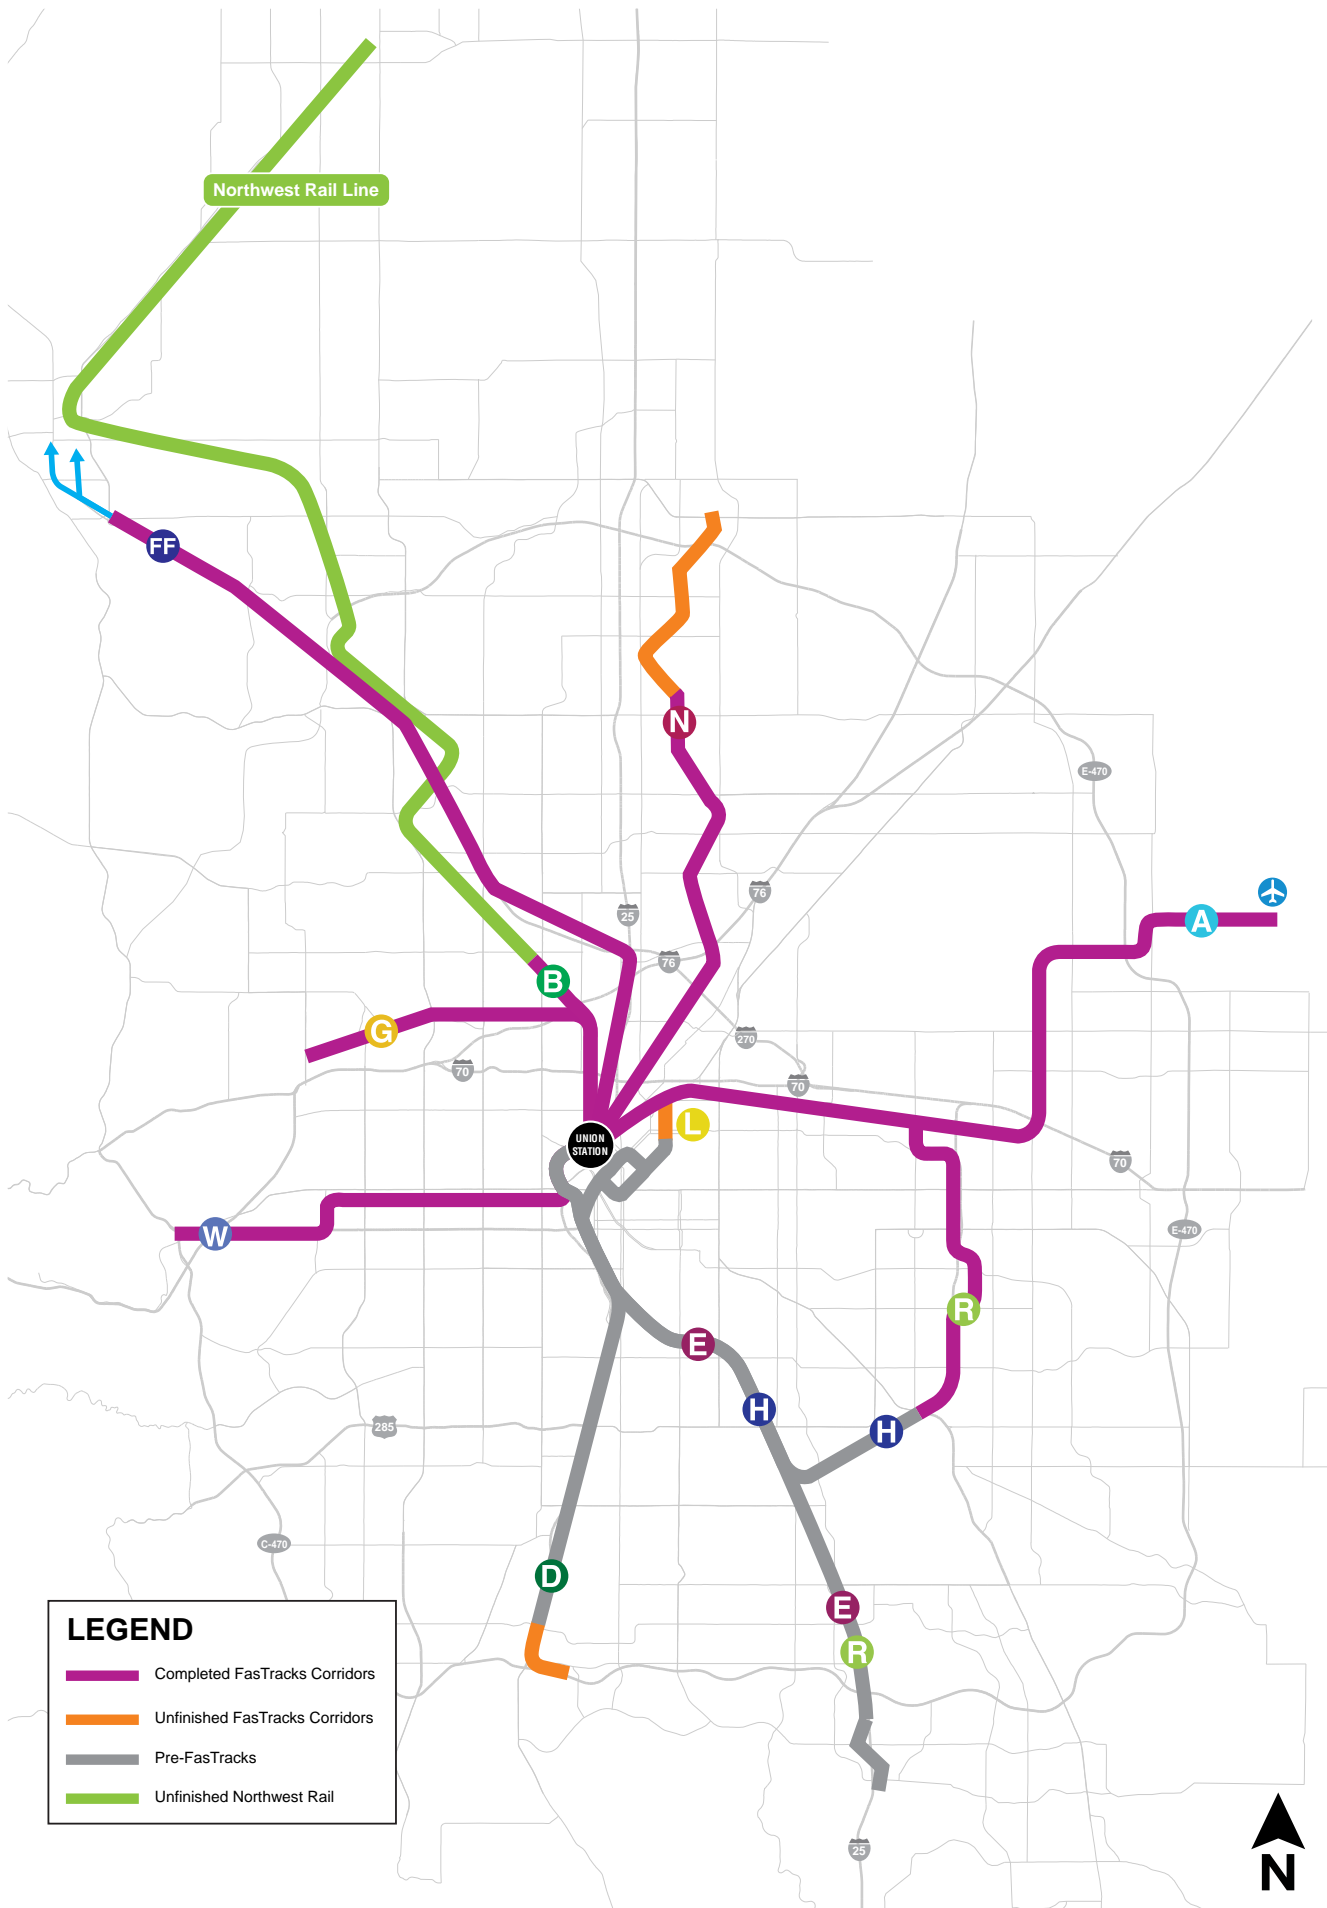 Northwest Rail Line
FF
N
E-470
76
25
A
76
B
G
270
70
70
L
UNION
STATION
70
W
E-470
R
E
H
285
H
C-470
D
E
R
LEGEND
Completed FasTracks Corridors
Unfinished FasTracks Corridors
Pre-FasTracks
Unfinished Northwest Rail
25
N